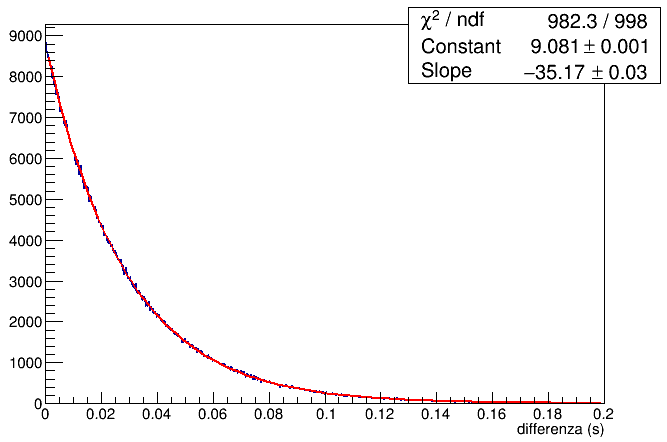 χ² / ndf 982.3 / 998
Constant 9.081 ± 0.001
Slope −35.17 ± 0.03
9000
8000
7000
6000
5000
4000
3000
2000
1000
0
0 0.02 0.04 0.06 0.08 0.1 0.12 0.14 0.16 0.18 0.2
differenza (s)